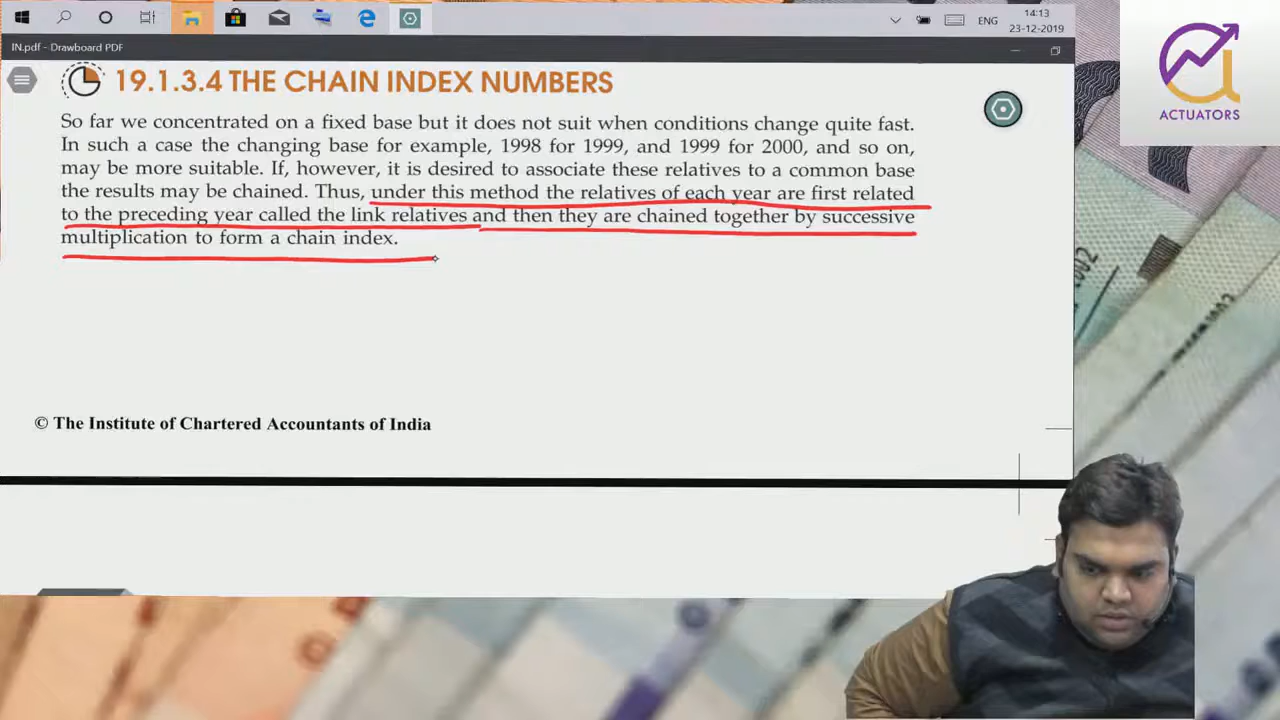 14:13
ENG
23-12-2019
IN.pdf - Drawboard PDF
19.1.3.4 THE CHAIN INDEX NUMBERS
So far we concentrated on a fixed base but it does not suit when conditions change quite fast.
In such a case the changing base for example, 1998 for 1999, and 1999 for 2000, and so on,
may be more suitable. If, however, it is desired to associate these relatives to a common base
the results may be chained. Thus, under this method the relatives of each year are first related
to the preceding year called the link relatives and then they are chained together by successive
multiplication to form a chain index.
© The Institute of Chartered Accountants of India
ACTUATORS